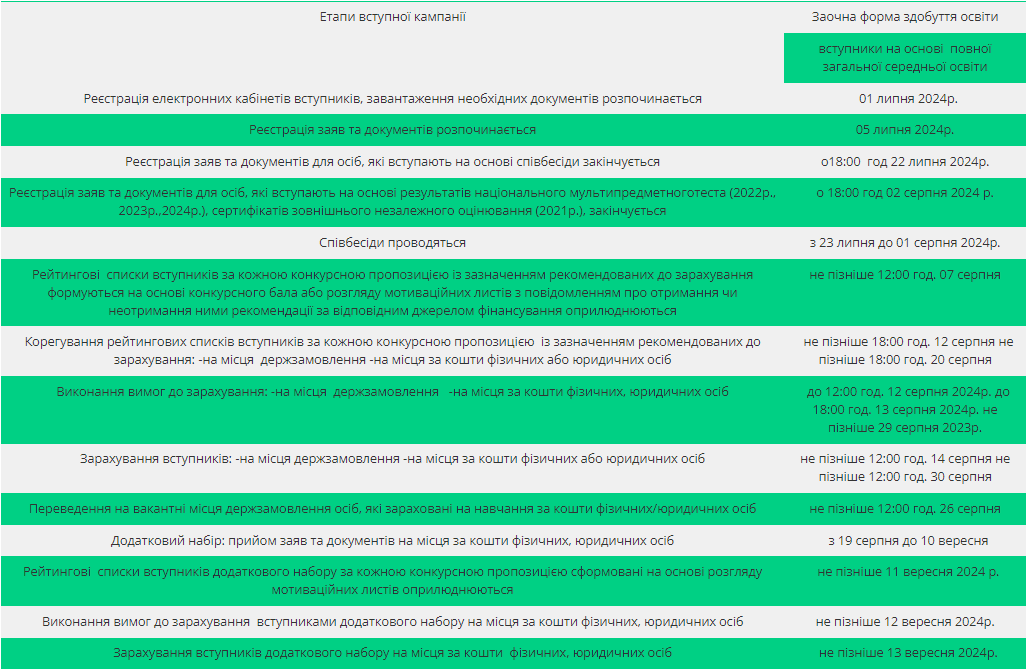 Етапи вступної кампанії
Заочна форма здобуття освіти
вступники на основі повної
загальної середньої освіти
Реєстрація електронних кабінетів вступників, завантаження необхідних документів розпочинається
01 липня 2024р.
Реєстрація заяв та документів розпочинається
05 липня 2024р.
Реєстрація заяв та документів для осіб, які вступають на основі співбесіди закінчується
о18:00 год 22 липня 2024р.
Реєстрація заяв та документів для осіб, які вступають на основі результатів національного мультипредметноготеста (2022р.,
2023р.,2024р.), сертифікатів зовнішнього незалежного оцінювання (2021р.), закінчується
о 18:00 год 02 серпня 2024 р.
Співбесіди проводяться
з 23 липня до 01 серпня 2024р.
Рейтингові списки вступників за кожною конкурсною пропозицією із зазначенням рекомендованих до зарахування
формуються на основі конкурсного бала або розгляду мотиваційних листів з повідомленням про отримання чи
неотримання ними рекомендації за відповідним джерелом фінансування оприлюднюються
не пізніше 12:00 год. 07 серпня
Корегування рейтингових списків вступників за кожною конкурсною пропозицією із зазначенням рекомендованих до
зарахування: -на місця держзамовлення -на місця за кошти фізичних або юридичних осіб
не пізніше 18:00 год. 12 серпня не
пізніше 18:00 год. 20 серпня
Виконання вимог до зарахування: -на місця держзамовлення -на місця за кошти фізичних, юридичних осіб
до 12:00 год. 12 серпня 2024р. до
18:00 год. 13 серпня 2024р. не
пізніше 29 серпня 2023р.
Зарахування вступників: -на місця держзамовлення -на місця за кошти фізичних або юридичних осіб
не пізніше 12:00 год. 14 серпня не
пізніше 12:00 год. 30 серпня
Переведення на вакантні місця держзамовлення осіб, які зараховані на навчання за кошти фізичних/юридичних осіб
не пізніше 12:00 год. 26 серпня
Додатковий набір: прийом заяв та документів на місця за кошти фізичних, юридичних осіб
з 19 серпня до 10 вересня
Рейтингові списки вступників додаткового набору за кожною конкурсною пропозицією сформовані на основі розгляду
мотиваційних листів оприлюднюються
не пізніше 11 вересня 2024 р.
Виконання вимог до зарахування вступниками додаткового набору на місця за кошти фізичних, юридичних осіб
не пізніше 12 вересня 2024р.
Зарахування вступників додаткового набору на місця за кошти фізичних, юридичних осіб
не пізніше 13 вересня 2024р.